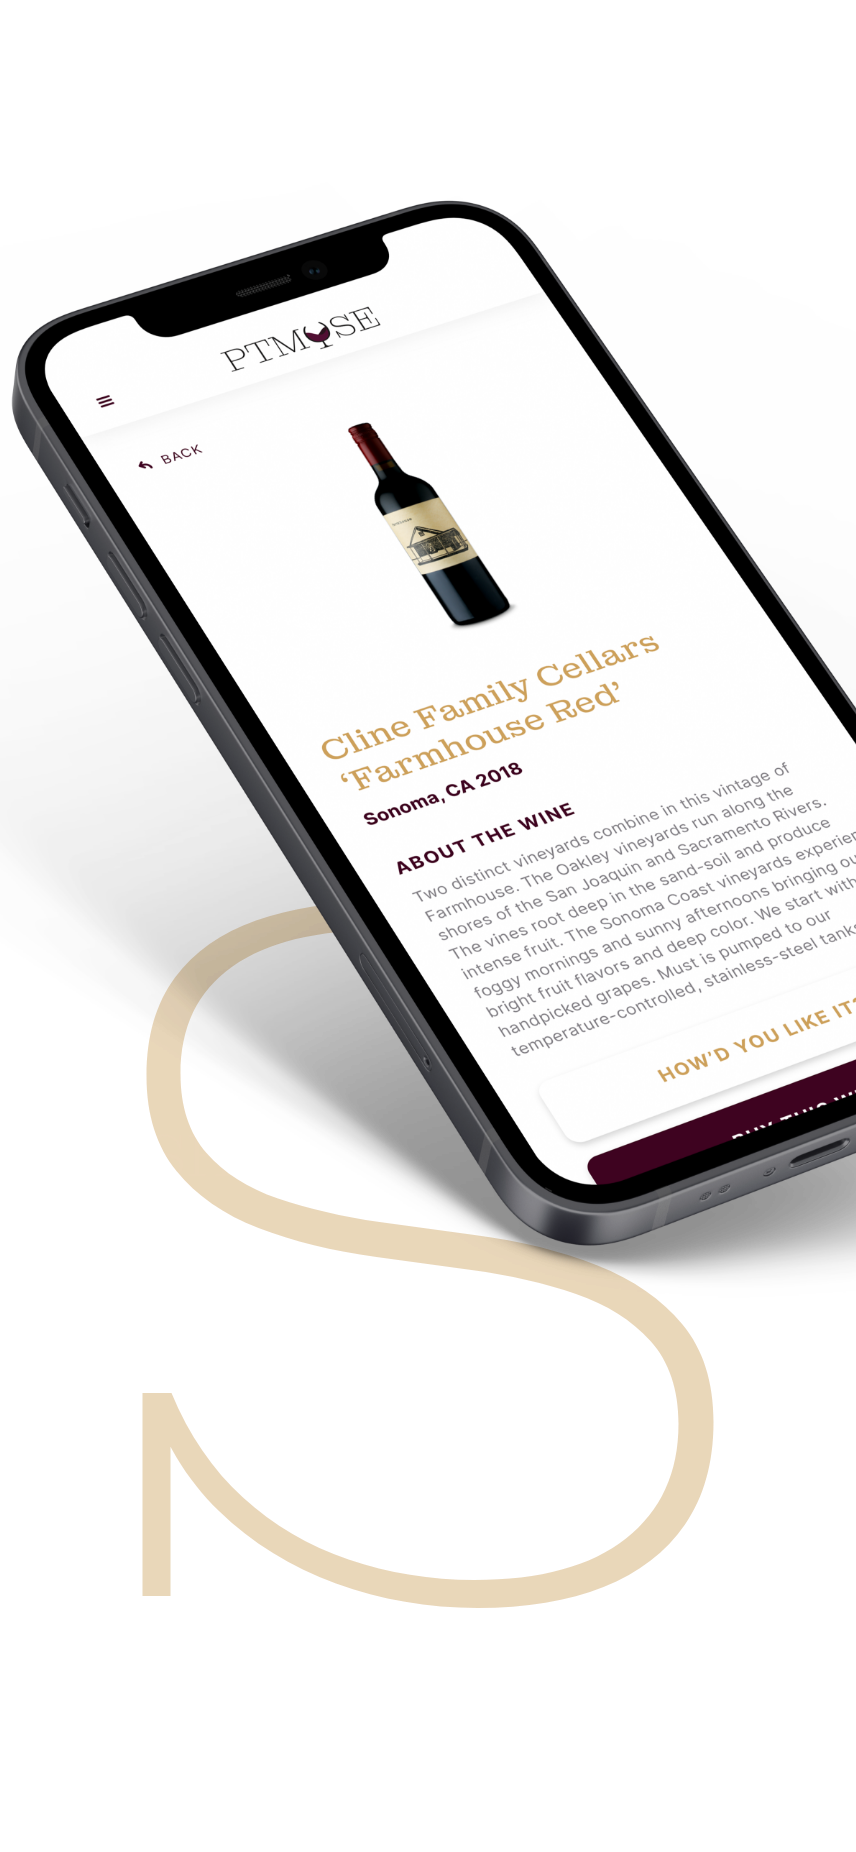 PTMYSE
BACK
Cline Family Cellars
‘Farmhouse Red’
Sonoma, CA 2018
ABOUT THE WINE
Two distinct vineyards combine in this vintage of
Farmhouse. The Oakley vineyards run along the
shores of the San Joaquin and Sacramento Rivers.
The vines root deep in the sand-soil and produce
intense fruit. The Sonoma Coast vineyards
foggy mornings and sunny afternoons bringing
bright fruit flavors and deep color. We start with
handpicked grapes. Must is pumped to our
temperature-controlled, stainless-steel tanks
HOW’D YOU LIKE IT?
BUY THIS
S